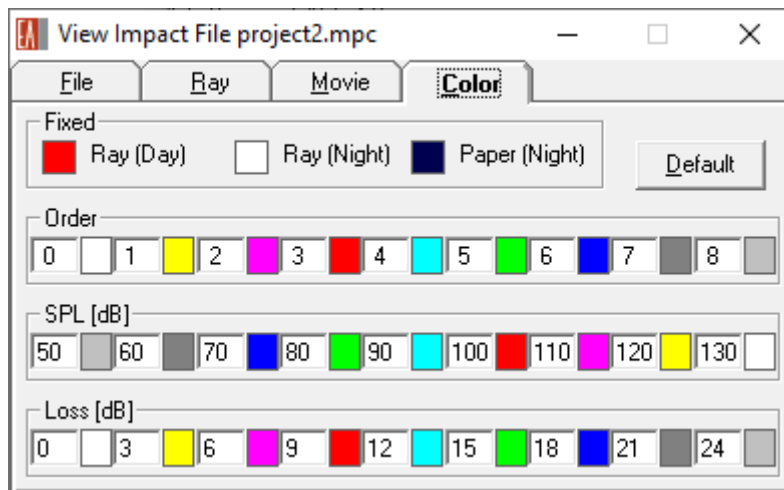 EA View Impact File project2.mpc
File Ray Movie Color
Fixed
Ray (Day) Ray (Night) Paper (Night) Default
Order
0 1 2 3 4 5 6 7 8
SPL [dB]
50 60 70 80 90 100 110 120 130
Loss [dB]
0 3 6 9 12 15 18 21 24